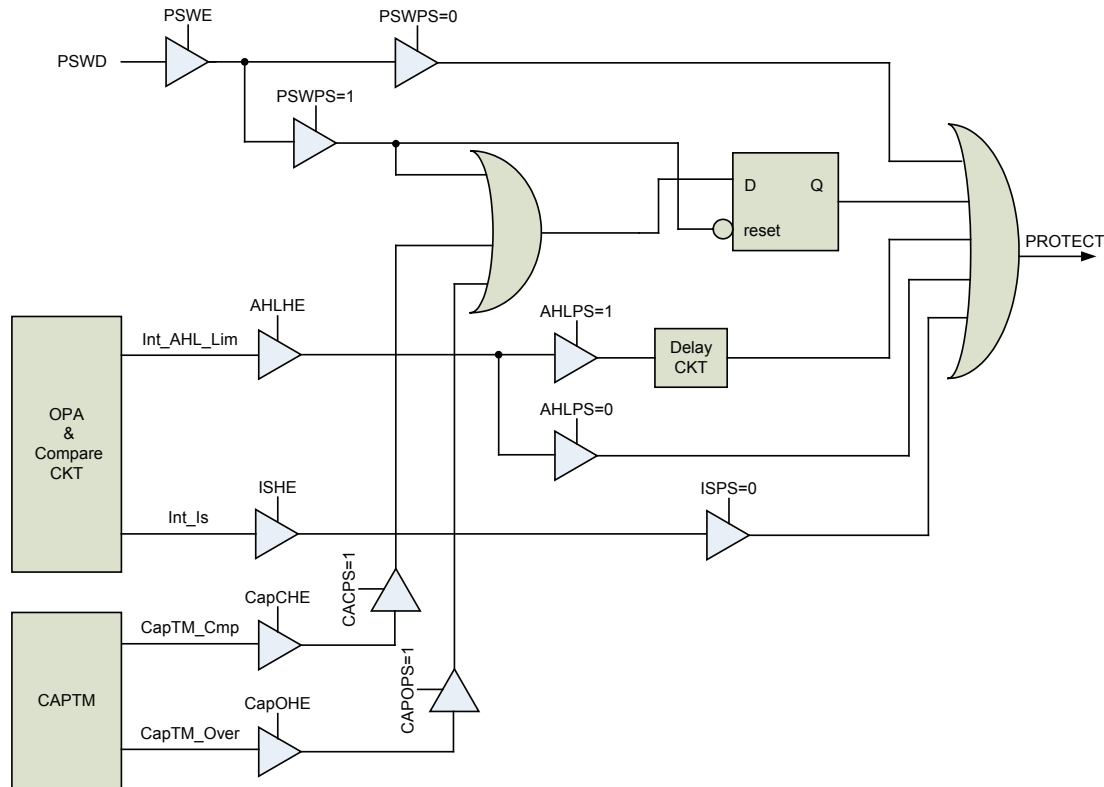 PSWE
PSWPS=0
PSWD
PSWPS=1
D
Q
reset
PROTECT
AHLHE
AHLPS=1
Int_AHL_Lim
Delay
CKT
OPA
&
Compare
CKT
AHLPS=0
ISHE
ISPS=0
Int_Is
CACPS=1
CapCHE
CapTM_Cmp
CAPOPS=1
CAPTM
CapOHE
CapTM_Over